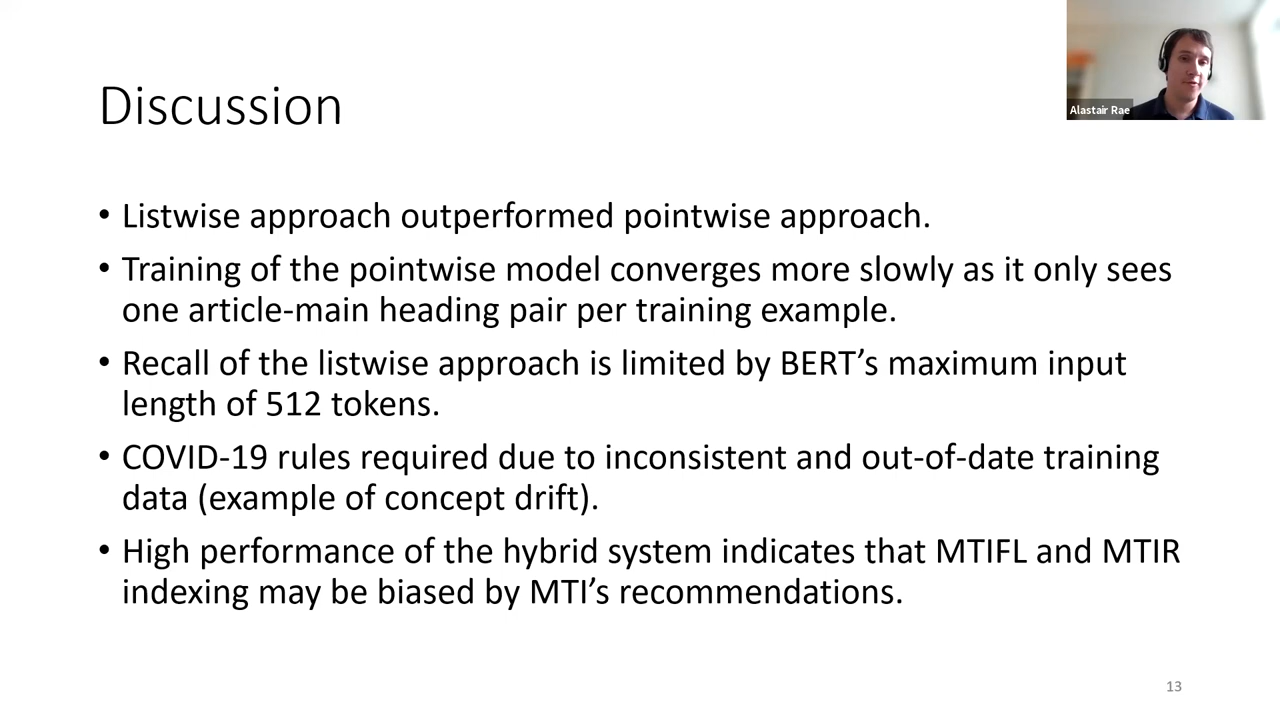 Alastair Rae
Discussion
• Listwise approach outperformed pointwise approach.
• Training of the pointwise model converges more slowly as it only sees
one article-main heading pair per training example.
• Recall of the listwise approach is limited by BERT’s maximum input
length of 512 tokens.
• COVID-19 rules required due to inconsistent and out-of-date training
data (example of concept drift).
• High performance of the hybrid system indicates that MTIFL and MTIR
indexing may be biased by MTI’s recommendations.
13